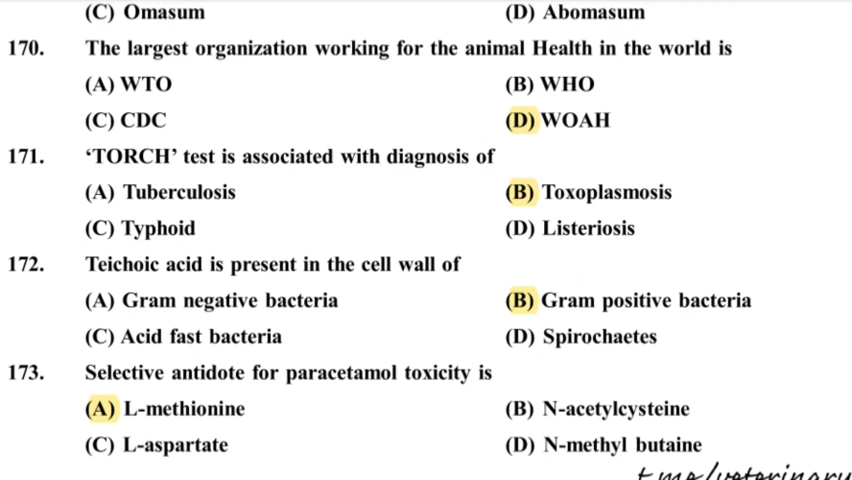 (C) Omasum (D) Abomasum
170. The largest organization working for the animal Health in the world is
(A) WTO (B) WHO
(C) CDC (D) WOAH
171. ‘TORCH’ test is associated with diagnosis of
(A) Tuberculosis (B) Toxoplasmosis
(C) Typhoid (D) Listeriosis
172. Teichoic acid is present in the cell wall of
(A) Gram negative bacteria (B) Gram positive bacteria
(C) Acid fast bacteria (D) Spirochaetes
173. Selective antidote for paracetamol toxicity is
(A) L-methionine (B) N-acetylcysteine
(C) L-aspartate (D) N-methyl butaine